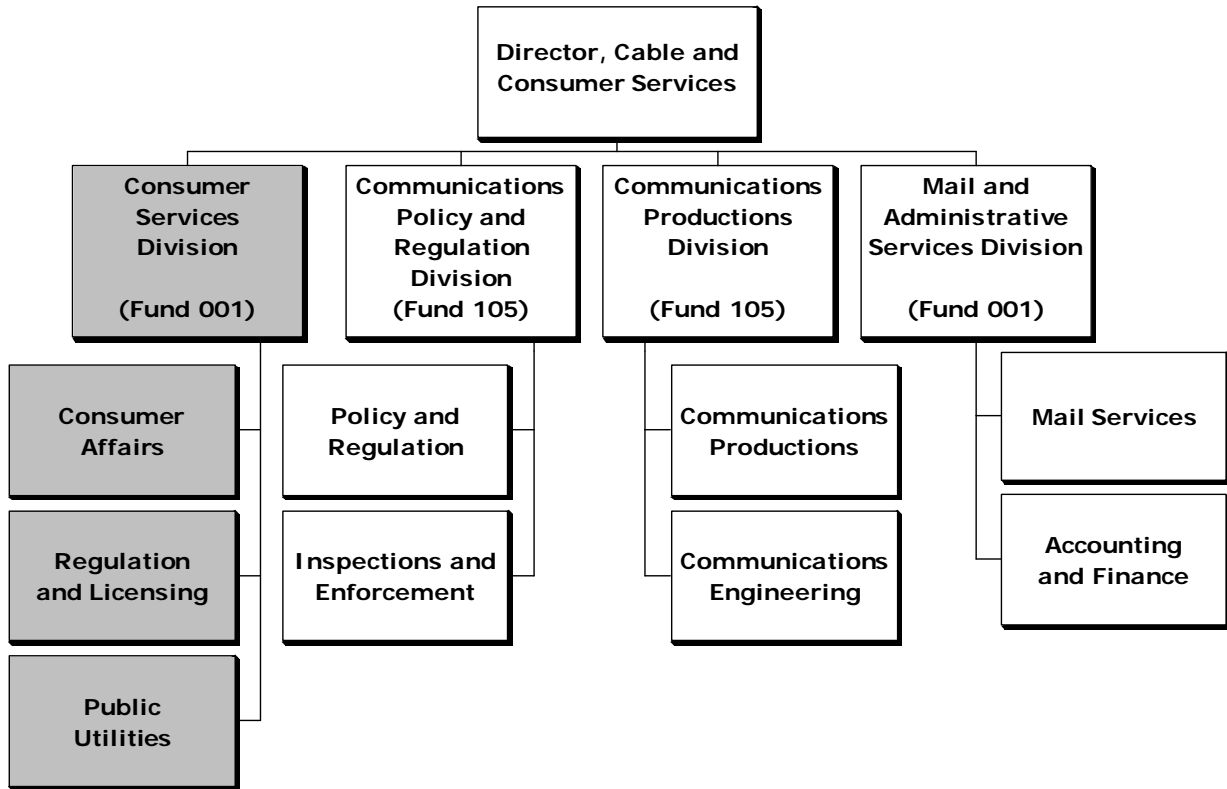 Director, Cable and
Consumer Services
Consumer
Services
Division
(Fund 001)
Communications
Policy and
Regulation
Division
(Fund 105)
Communications
Productions
Division
(Fund 105)
Mail and
Administrative
Services Division
(Fund 001)
Consumer
Affairs
Regulation
and Licensing
Public
Utilities
Policy and
Regulation
Inspections and
Enforcement
Communications
Productions
Communications
Engineering
Mail Services
Accounting
and Finance